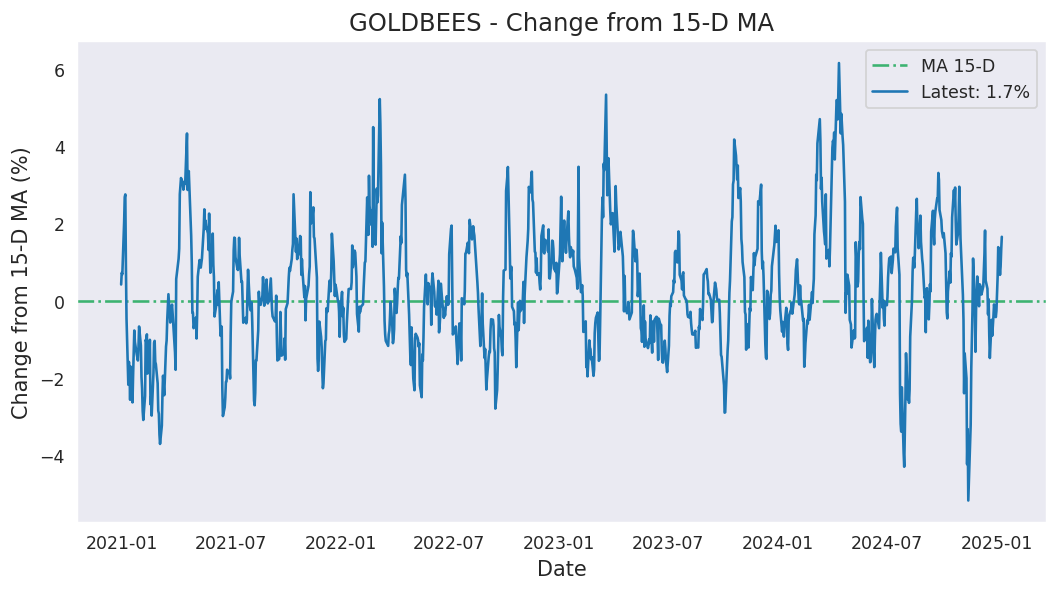 GOLDBEES - Change from 15-D MA
MA 15-D
Latest: 1.7%
Change from 15-D MA (%)
6
4
2
0
−2
−4
2021-01 2021-07 2022-01 2022-07 2023-01 2023-07 2024-01 2024-07 2025-01
Date